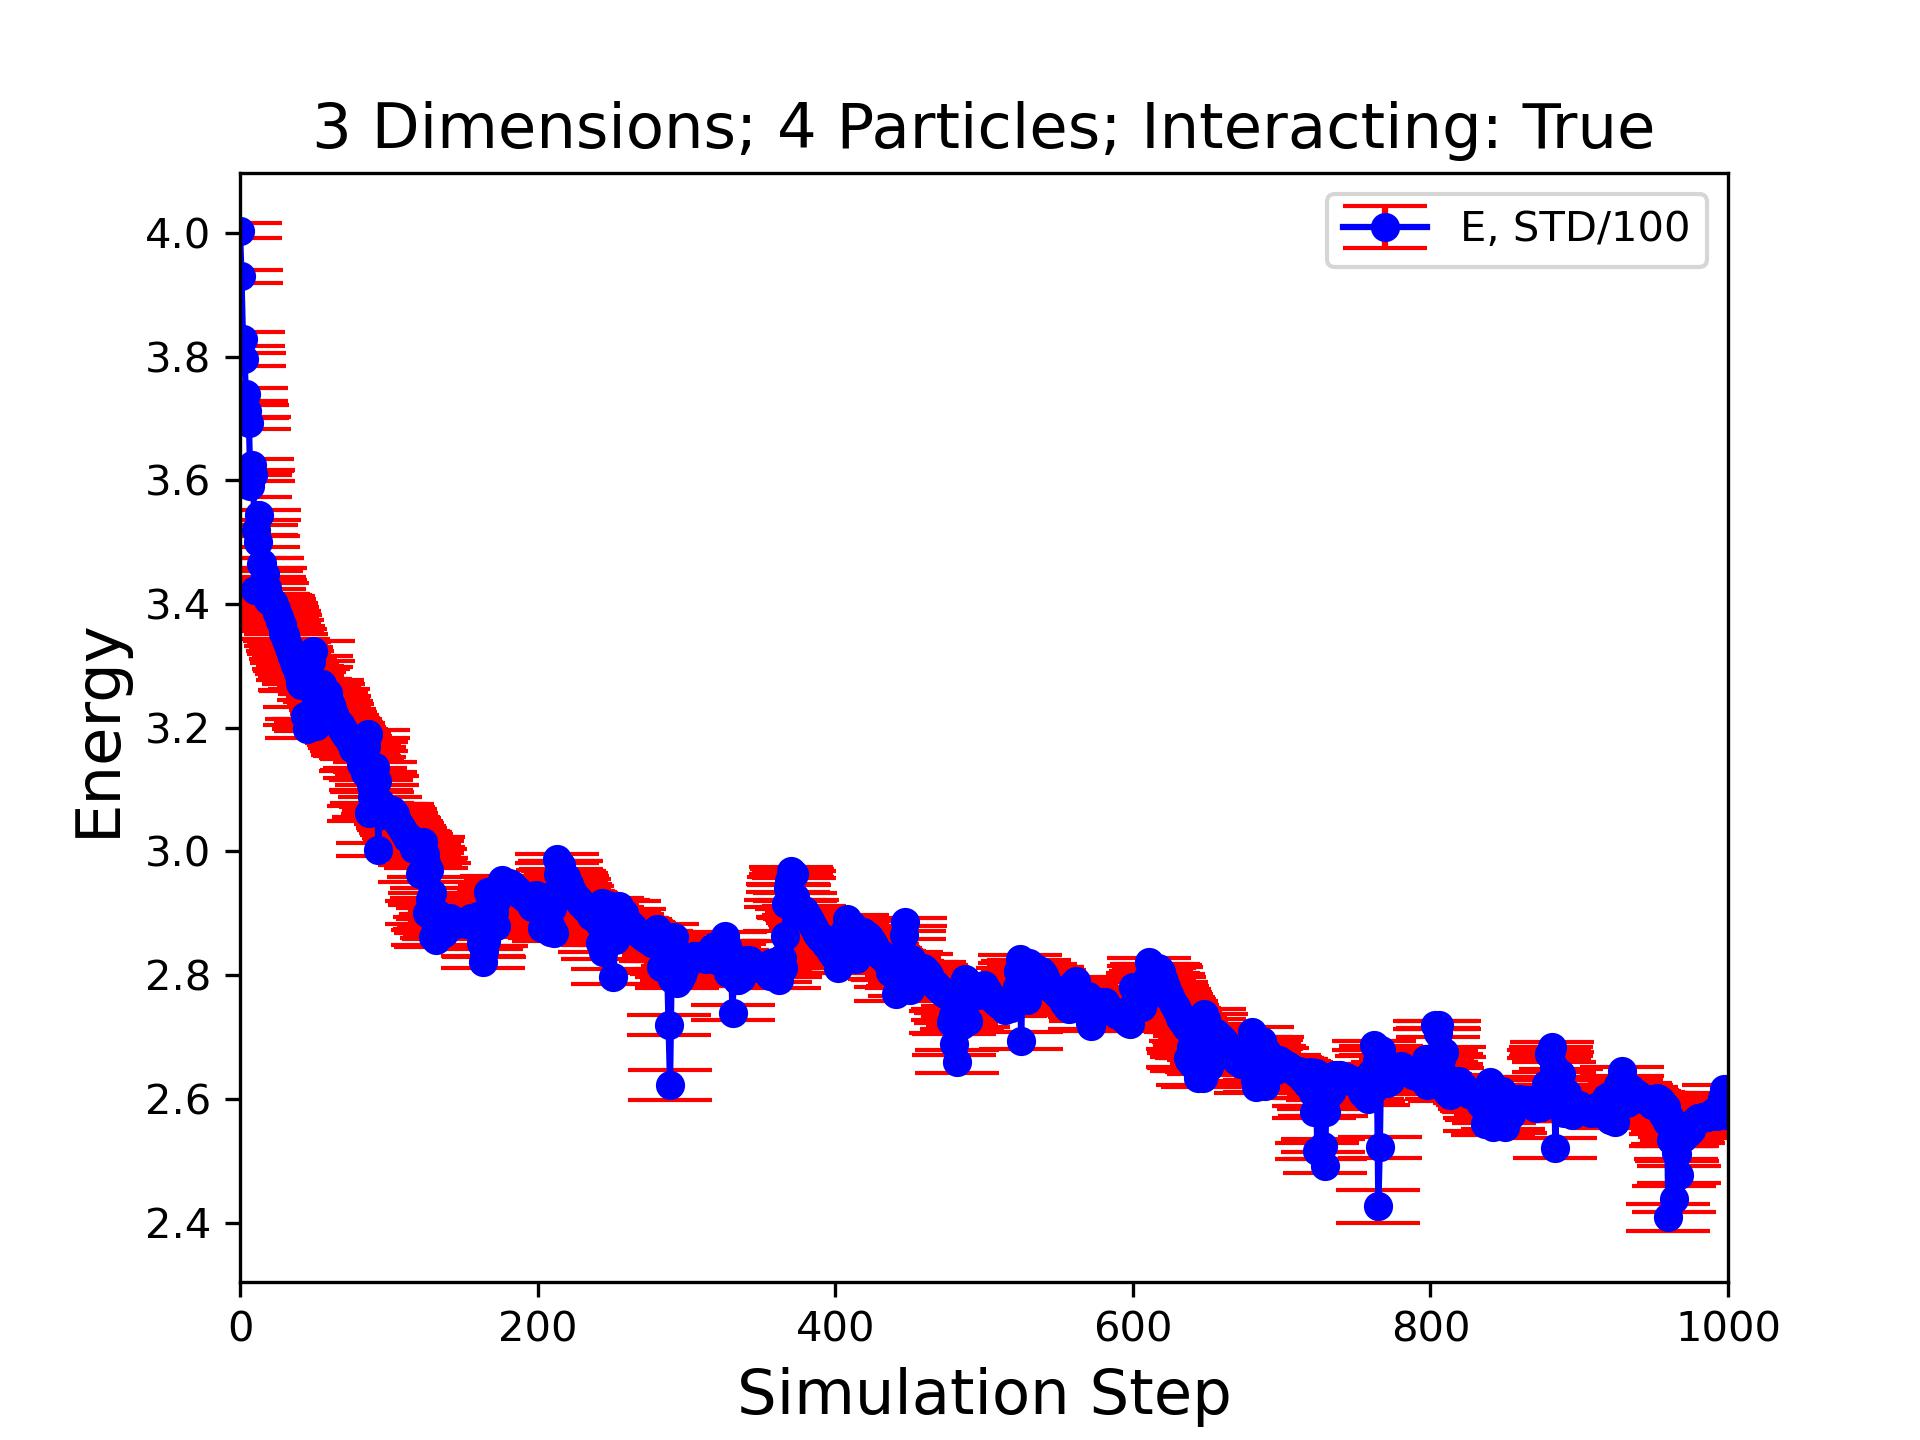 3 Dimensions; 4 Particles; Interacting: True
E, STD/100
4.0
3.8
3.6
3.4
3.2
3.0
2.8
2.6
2.4
Energy
0 200 400 600 800 1000
Simulation Step